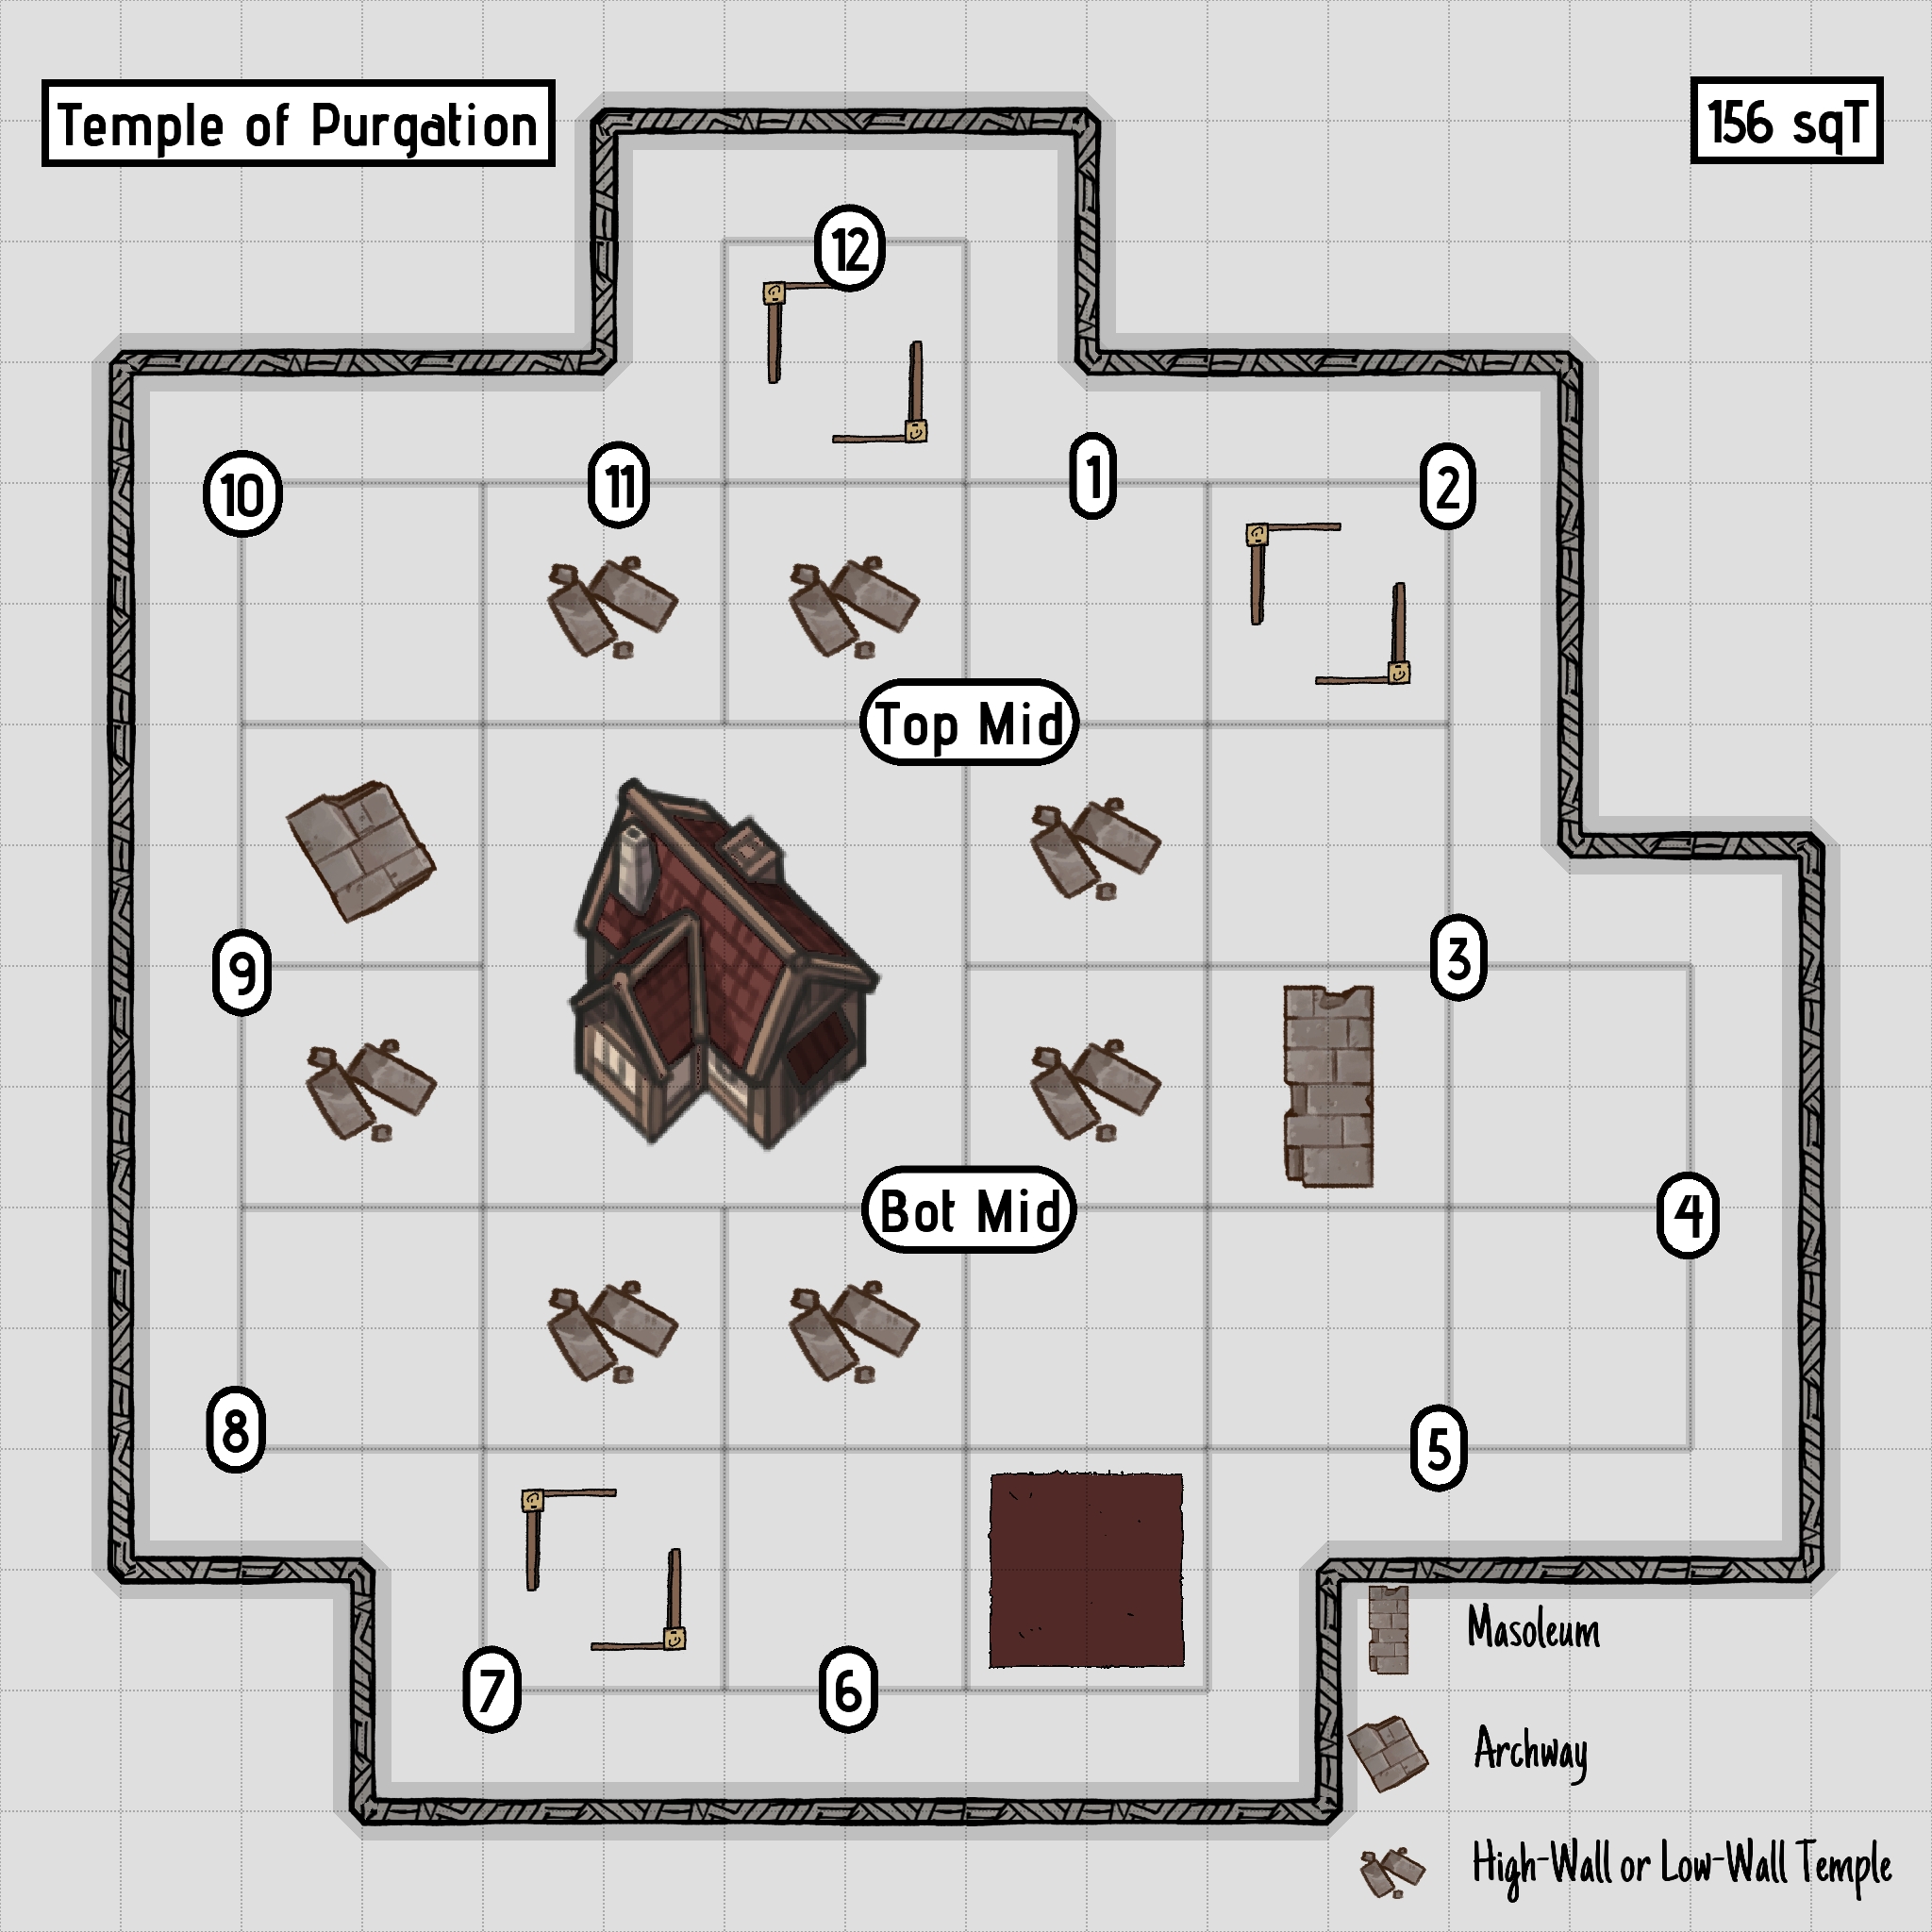 Temple of Purgation
156 sqT
12
10
11
1
2
Top Mid
9
3
Bot Mid
4
8
5
7
6
Masoleum
Archway
High-Wall or Low-Wall Temple